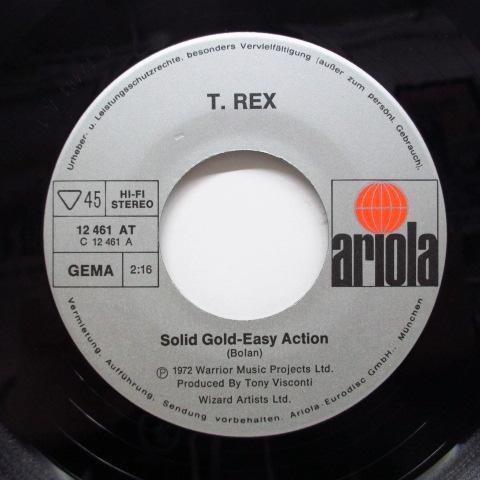 Urheber- u. Leistungsschutzrechte, besonders Vervielfältigung (außer zum persönl. Gebrauch),
T. REX
45
HI-FI
STEREO
12 461 AT
C 12 461 A
GEMA
2:16
ariola
Solid Gold-Easy Action
(Bolan)
Ⓟ 1972 Warrior Music Projects Ltd.
Produced By Tony Visconti
Wizard Artists Ltd.
Vermietung, Aufführung, Sendung vorbehalten. Ariola-Eurodisc GmbH., München